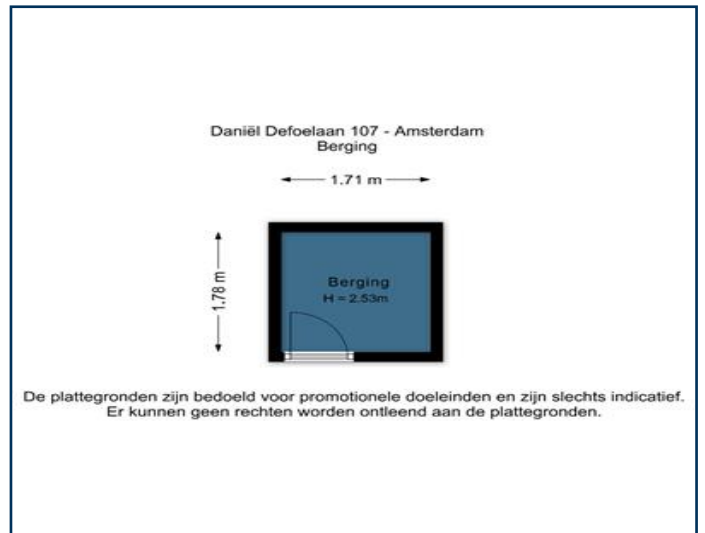 Daniël Defoelaan 107 - Amsterdam
Berging
1.71 m
1.78 m
Berging
H = 2.53m
De plattegronden zijn bedoeld voor promotionele doeleinden en zijn slechts indicatief.
Er kunnen geen rechten worden ontleend aan de plattegronden.